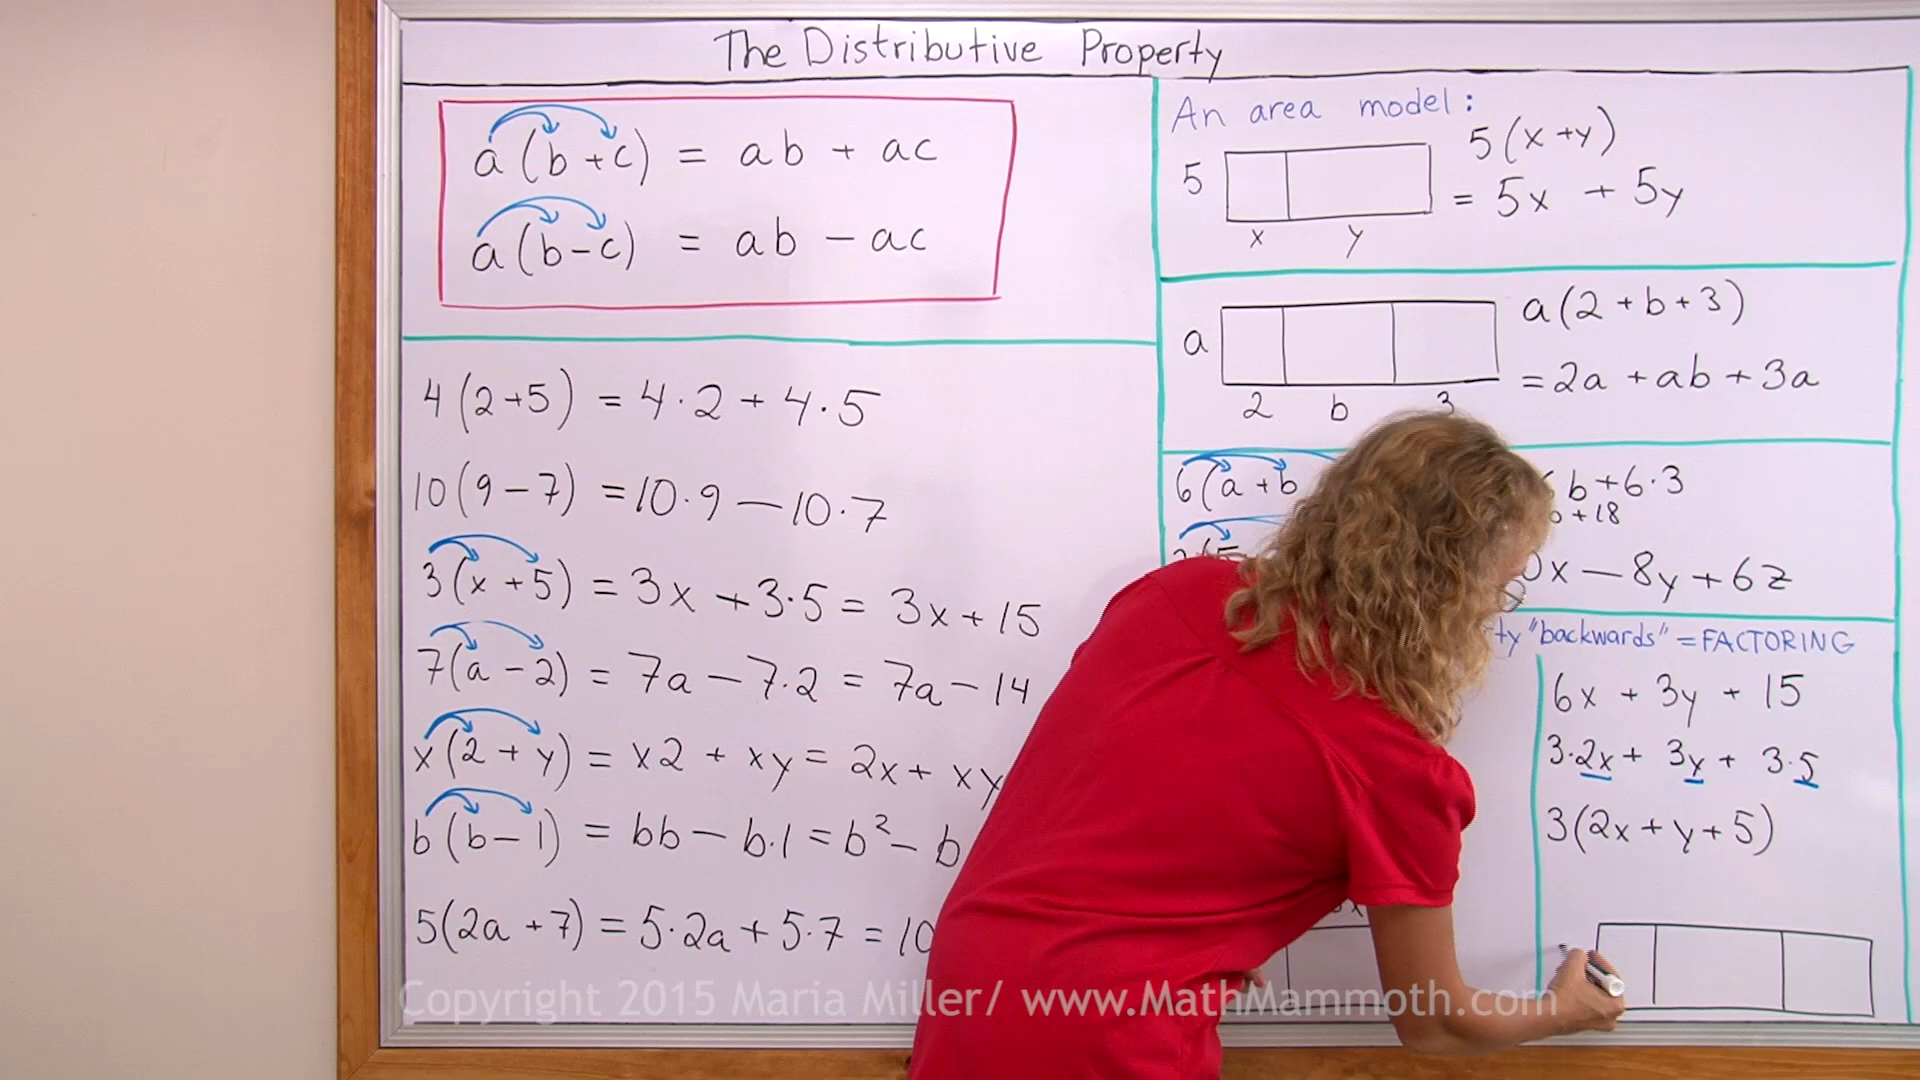 The Distributive Property
a(b+c) = ab + ac
a(b-c) = ab - ac
4(2+5) = 4·2 + 4·5
10(9-7) = 10·9 - 10·7
3(x+5) = 3x + 3·5 = 3x + 15
7(a-2) = 7a - 7·2 = 7a - 14
x(2+y) = x2 + xy = 2x + xy
b(b-1) = bb - b·1 = b² - b
5(2a+7) = 5·2a + 5·7 = 10
An area model:
5(x+y)
5
= 5x + 5y
x y
a(2+b+3)
a
= 2a + ab + 3a
2 b 3
6(a+b b+6·3
+18
x - 8y + 6z
"backwards" = FACTORING
6x + 3y + 15
3·2x + 3y + 3·5
3(2x+y+5)
Copyright 2015 Maria Miller/ www.MathMammoth.com